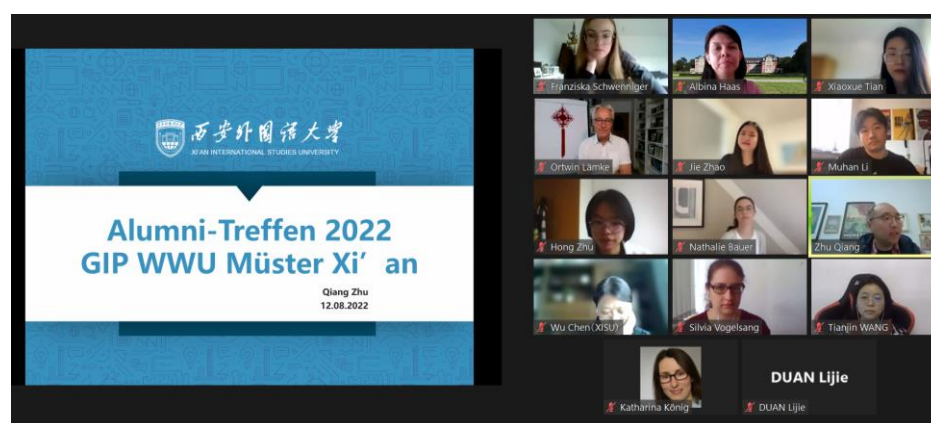 西安外国语大学
XI'AN INTERNATIONAL STUDIES UNIVERSITY
Alumni-Treffen 2022
GIP WWU Müster Xi’ an
Qiang Zhu
12.08.2022
Franziska Schwenniger
Albina Haas
Xiaoxue Tian
Ortwin Lämke
Jie Zhao
Muhan Li
Hong Zhu
Nathalie Bauer
Zhu Qiang
Wu Chen(XISU)
Silvia Vogelsang
Tianjin WANG
Katharina König
DUAN Lijie
DUAN Lijie